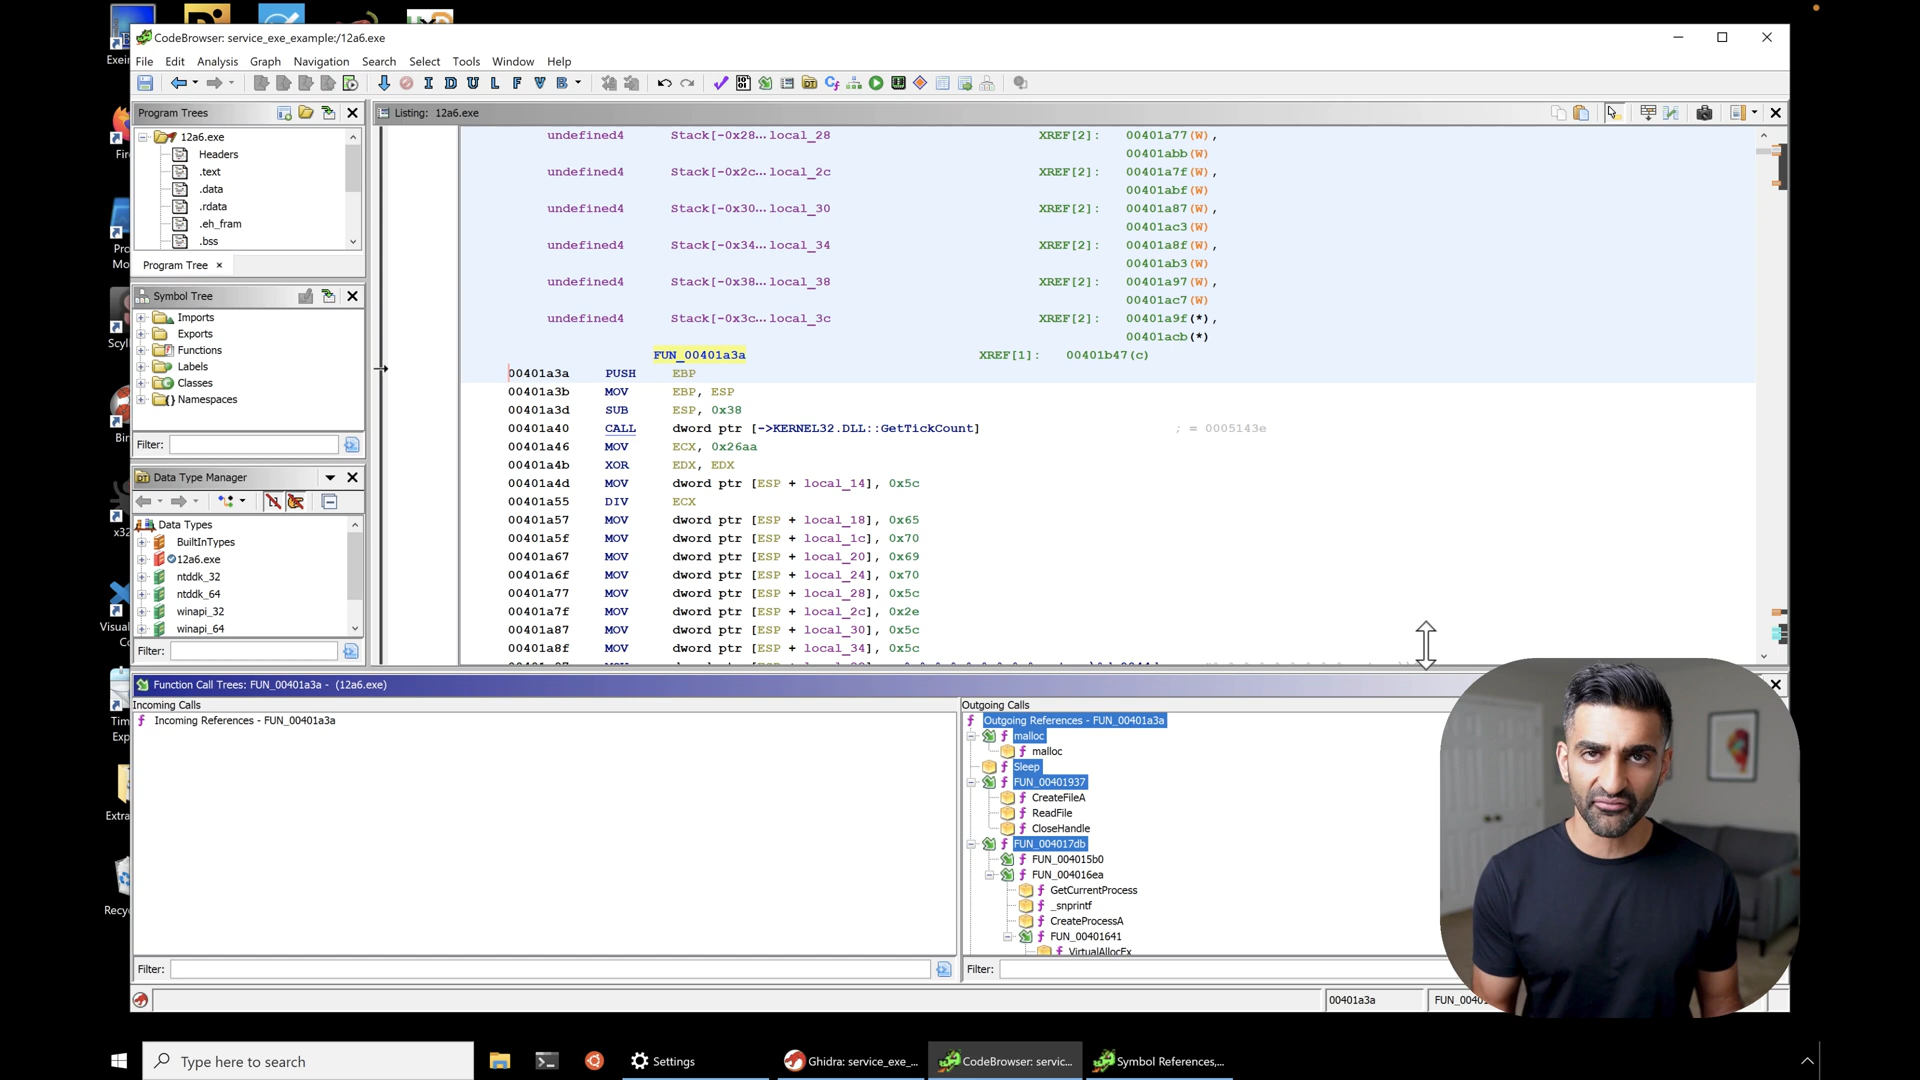 CodeBrowser: service_exe_example:/12a6.exe
File Edit Analysis Graph Navigation Search Select Tools Window Help
I D U L F V B
Program Trees
12a6.exe
Headers
.text
.data
.rdata
.eh_fram
.bss
Program Tree ×
Symbol Tree
Imports
Exports
Functions
Labels
Classes
Namespaces
Filter:
Data Type Manager
Data Types
BuiltInTypes
12a6.exe
ntddk_32
ntddk_64
winapi_32
winapi_64
Filter:
Listing: 12a6.exe
undefined4 Stack[-0x28... local_28 XREF[2]: 00401a77(W),
00401abb(W)
undefined4 Stack[-0x2c... local_2c XREF[2]: 00401a7f(W),
00401abf(W)
undefined4 Stack[-0x30... local_30 XREF[2]: 00401a87(W),
00401ac3(W)
undefined4 Stack[-0x34... local_34 XREF[2]: 00401a8f(W),
00401ab3(W)
undefined4 Stack[-0x38... local_38 XREF[2]: 00401a97(W),
00401ac7(W)
undefined4 Stack[-0x3c... local_3c XREF[2]: 00401a9f(*),
00401acb(*)
FUN_00401a3a XREF[1]: 00401b47(c)
00401a3a PUSH EBP
00401a3b MOV EBP, ESP
00401a3d SUB ESP, 0x38
00401a40 CALL dword ptr [->KERNEL32.DLL::GetTickCount] ; = 0005143e
00401a46 MOV ECX, 0x26aa
00401a4b XOR EDX, EDX
00401a4d MOV dword ptr [ESP + local_14], 0x5c
00401a55 DIV ECX
00401a57 MOV dword ptr [ESP + local_18], 0x65
00401a5f MOV dword ptr [ESP + local_1c], 0x70
00401a67 MOV dword ptr [ESP + local_20], 0x69
00401a6f MOV dword ptr [ESP + local_24], 0x70
00401a77 MOV dword ptr [ESP + local_28], 0x5c
00401a7f MOV dword ptr [ESP + local_2c], 0x2e
00401a87 MOV dword ptr [ESP + local_30], 0x5c
00401a8f MOV dword ptr [ESP + local_34], 0x5c
Function Call Trees: FUN_00401a3a - (12a6.exe)
Incoming Calls
Incoming References - FUN_00401a3a
Filter:
Outgoing Calls
Outgoing References - FUN_00401a3a
malloc
malloc
Sleep
FUN_00401937
CreateFileA
ReadFile
CloseHandle
FUN_004017db
FUN_004015b0
FUN_004016ea
GetCurrentProcess
_snprintf
CreateProcessA
FUN_00401641
VirtualAllocEx
Filter:
00401a3a
Type here to search
Settings
Ghidra: service_exe_...
CodeBrowser: servic...
Symbol References,...